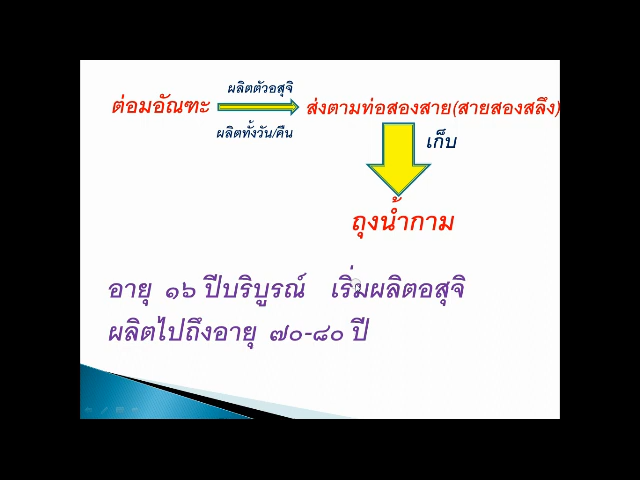 ผลิตตัวอสุจิ
ต่อมอัณฑะ ส่งตามท่อสองสาย(สายสองสลึง)
ผลิตทั้งวัน/คืน
เก็บ
ถุงน้ำกาม
อายุ ๑๖ ปีบริบูรณ์ เริ่มผลิตอสุจิ
ผลิตไปถึงอายุ ๗๐-๘๐ ปี